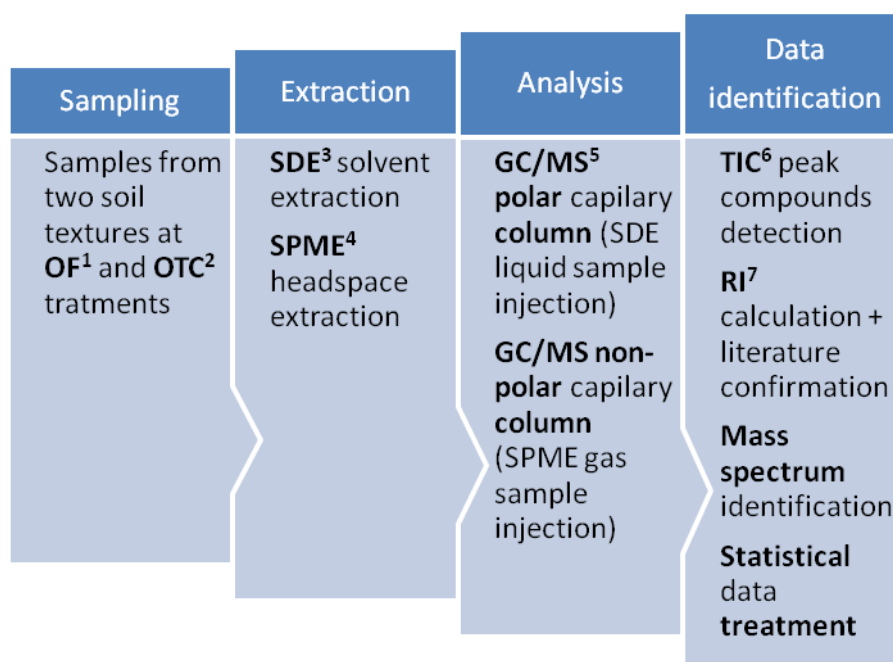 Sampling
Samples from
two soil
textures at
OF¹ and OTC²
tratments
Extraction
SDE³ solvent
extraction
SPME⁴
headspace
extraction
Analysis
GC/MS⁵
polar capilary
column (SDE
liquid sample
injection)
GC/MS non-
polar capilary
column
(SPME gas
sample
injection)
Data
identification
TIC⁶ peak
compounds
detection
RI⁷
calculation +
literature
confirmation
Mass
spectrum
identification
Statistical
data
treatment